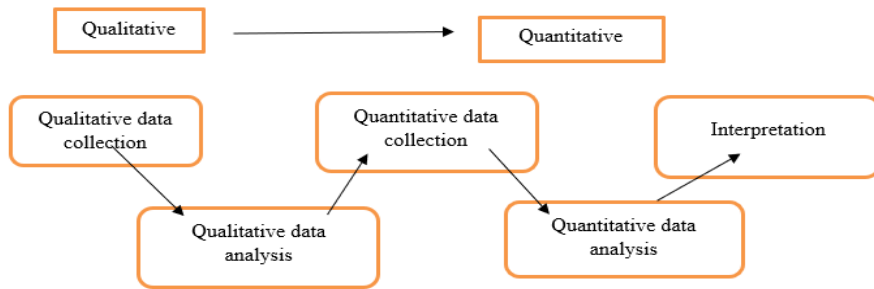 Qualitative
Quantitative
Qualitative data
collection
Quantitative data
collection
Interpretation
Qualitative data
analysis
Quantitative data
analysis